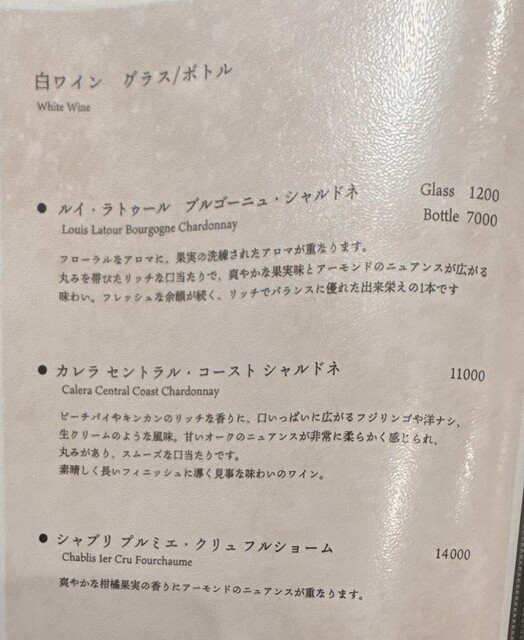 白ワイン グラス/ボトル
White Wine
● ルイ・ラトゥール ブルゴーニュ・シャルドネ Glass 1200
Louis Latour Bourgogne Chardonnay Bottle 7000
フローラルなアロマに、果実の洗練されたアロマが重なります。
丸みを帯びたリッチな口当たりで、爽やかな果実味とアーモンドのニュアンスが広がる
味わい。フレッシュな余韻が続く、リッチでバランスに優れた出来栄えの1本です
● カレラ セントラル・コースト シャルドネ 11000
Calera Central Coast Chardonnay
ピーチパイやキンカンのリッチな香りに、口いっぱいに広がるフジリンゴや洋ナシ、
生クリームのような風味。甘いオークのニュアンスが非常に柔らかく感じられ、
丸みがあり、スムーズな口当たりです。
素晴しく長いフィニッシュに導く見事な味わいのワイン。
● シャブリ プルミエ・クリュ フルショーム 14000
Chablis 1er Cru Fourchaume
爽やかな柑橘果実の香りにアーモンドのニュアンスが重なります。